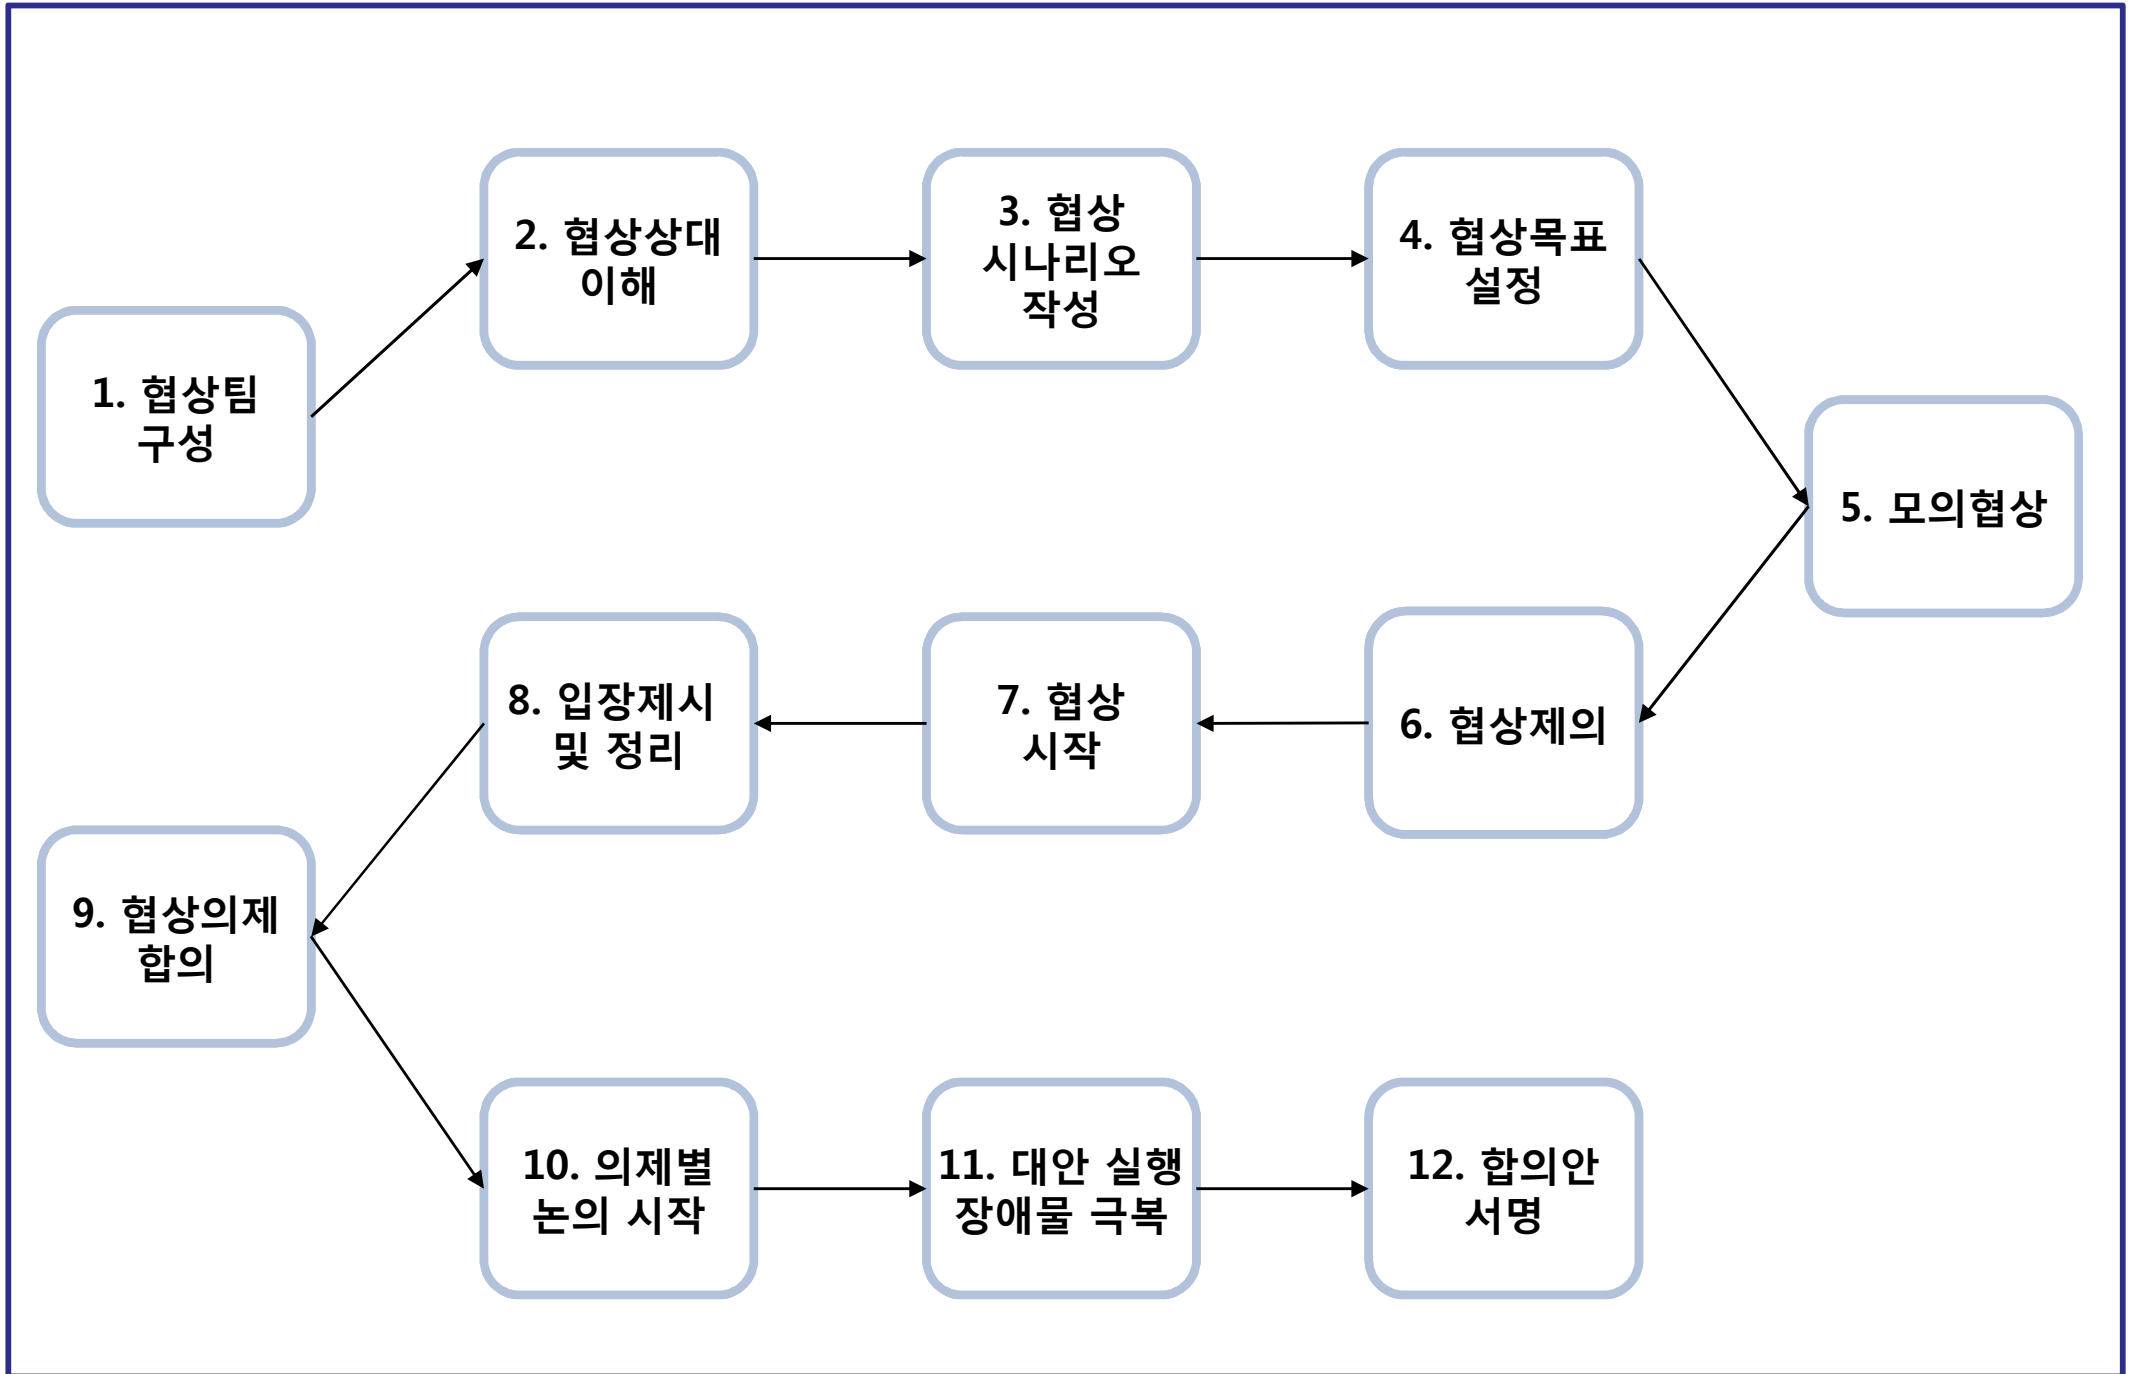 1. 협상팀
구성
2. 협상상대
이해
3. 협상
시나리오
작성
4. 협상목표
설정
5. 모의협상
6. 협상제의
7. 협상
시작
8. 입장제시
및 정리
9. 협상의제
합의
10. 의제별
논의 시작
11. 대안 실행
장애물 극복
12. 합의안
서명